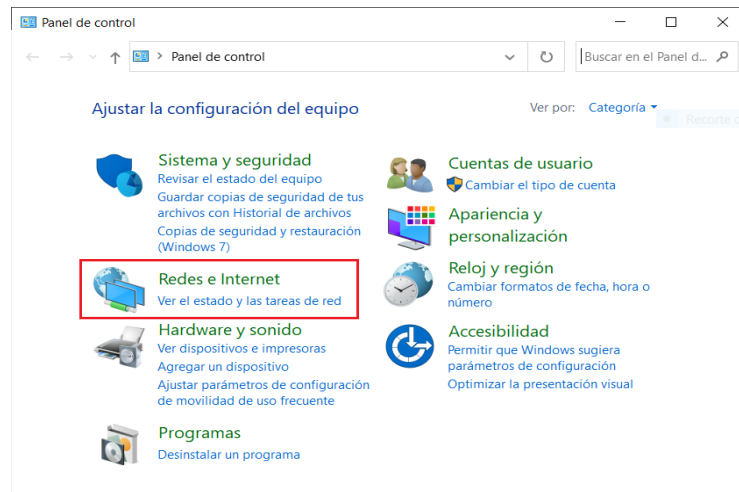 Panel de control
Panel de control
Buscar en el Panel d...
Ajustar la configuración del equipo
Ver por: Categoría
Recorte
Sistema y seguridad
Revisar el estado del equipo
Guardar copias de seguridad de tus
archivos con Historial de archivos
Copias de seguridad y restauración
(Windows 7)
Redes e Internet
Ver el estado y las tareas de red
Hardware y sonido
Ver dispositivos e impresoras
Agregar un dispositivo
Ajustar parámetros de configuración
de movilidad de uso frecuente
Programas
Desinstalar un programa
Cuentas de usuario
Cambiar el tipo de cuenta
Apariencia y
personalización
Reloj y región
Cambiar formatos de fecha, hora o
número
Accesibilidad
Permitir que Windows sugiera
parámetros de configuración
Optimizar la presentación visual